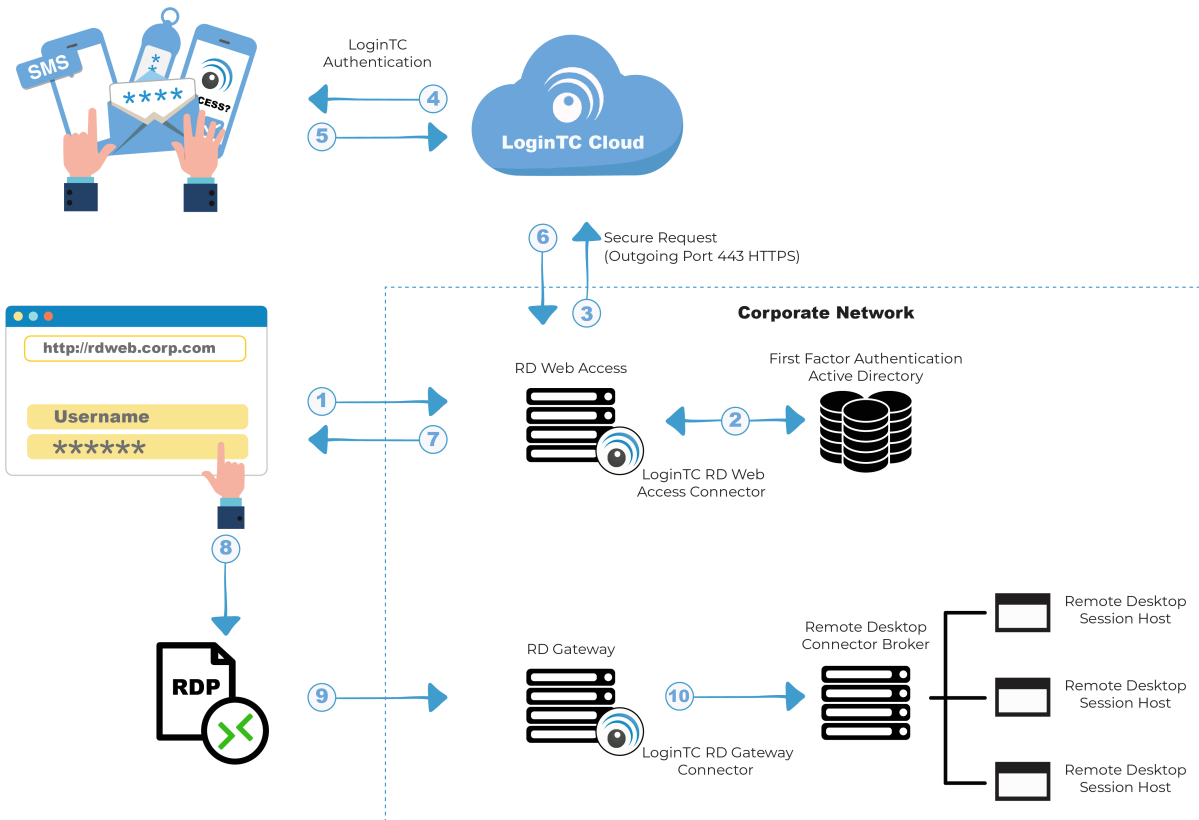 SMS
* *
****
CESS?
LoginTC
Authentication
4
5
LoginTC Cloud
6
3
Secure Request
(Outgoing Port 443 HTTPS)
Corporate Network
http://rdweb.corp.com
Username
******
1
7
RD Web Access
LoginTC RD Web
Access Connector
2
First Factor Authentication
Active Directory
8
RDP
9
RD Gateway
LoginTC RD Gateway
Connector
10
Remote Desktop
Connector Broker
Remote Desktop
Session Host
Remote Desktop
Session Host
Remote Desktop
Session Host